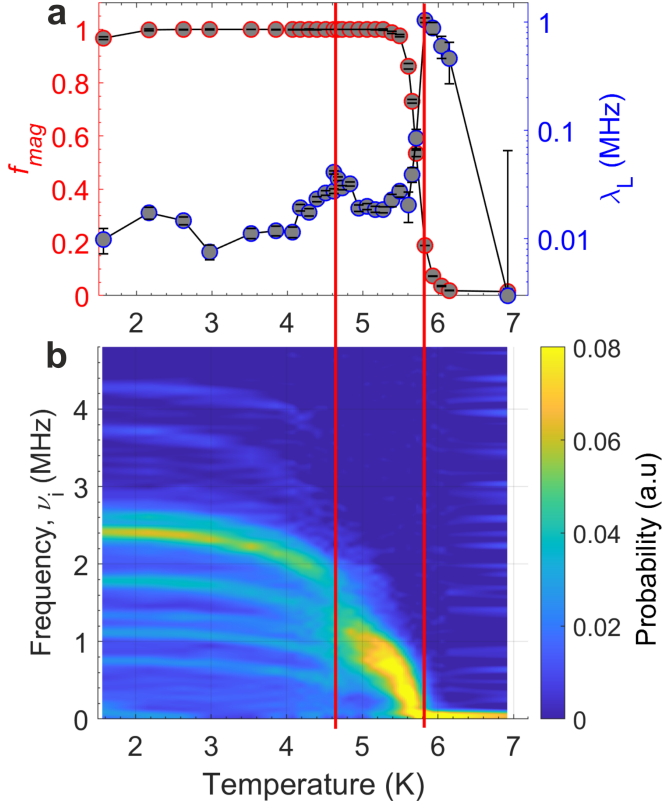 a
1
0.8
0.6
0.4
0.2
0
f_mag
1
0.1
0.01
λ_L (MHz)
2 3 4 5 6 7
b
4
3
2
1
0
Frequency, ν_i (MHz)
2 3 4 5 6 7
Temperature (K)
0.08
0.06
0.04
0.02
0
Probability (a.u)